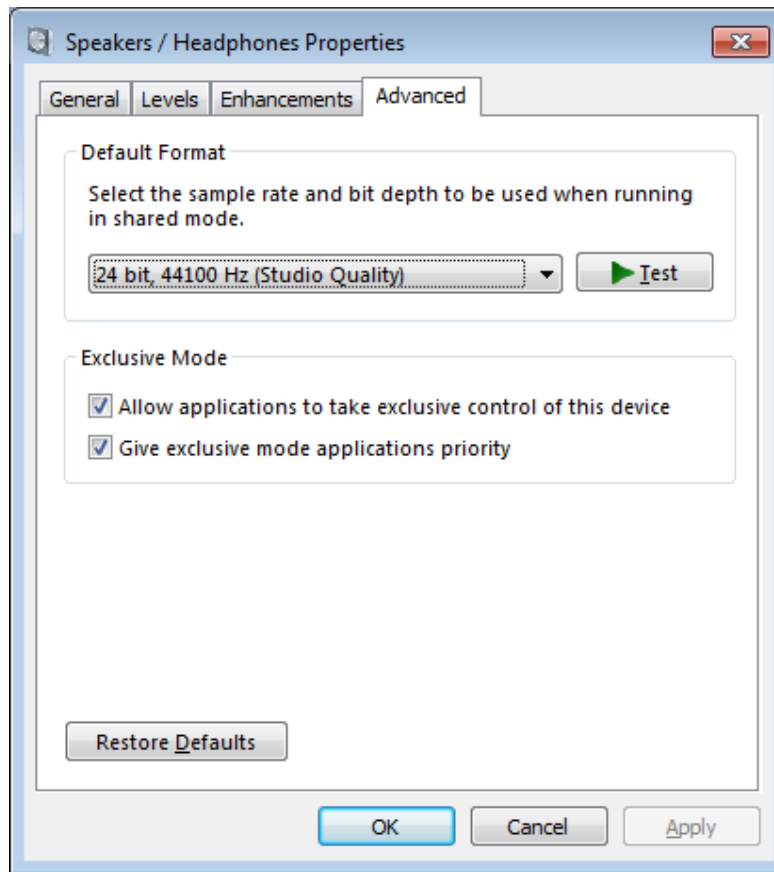 Speakers / Headphones Properties
General Levels Enhancements Advanced
Default Format
Select the sample rate and bit depth to be used when running
in shared mode.
24 bit, 44100 Hz (Studio Quality) Test
Exclusive Mode
Allow applications to take exclusive control of this device
Give exclusive mode applications priority
Restore Defaults
OK Cancel Apply